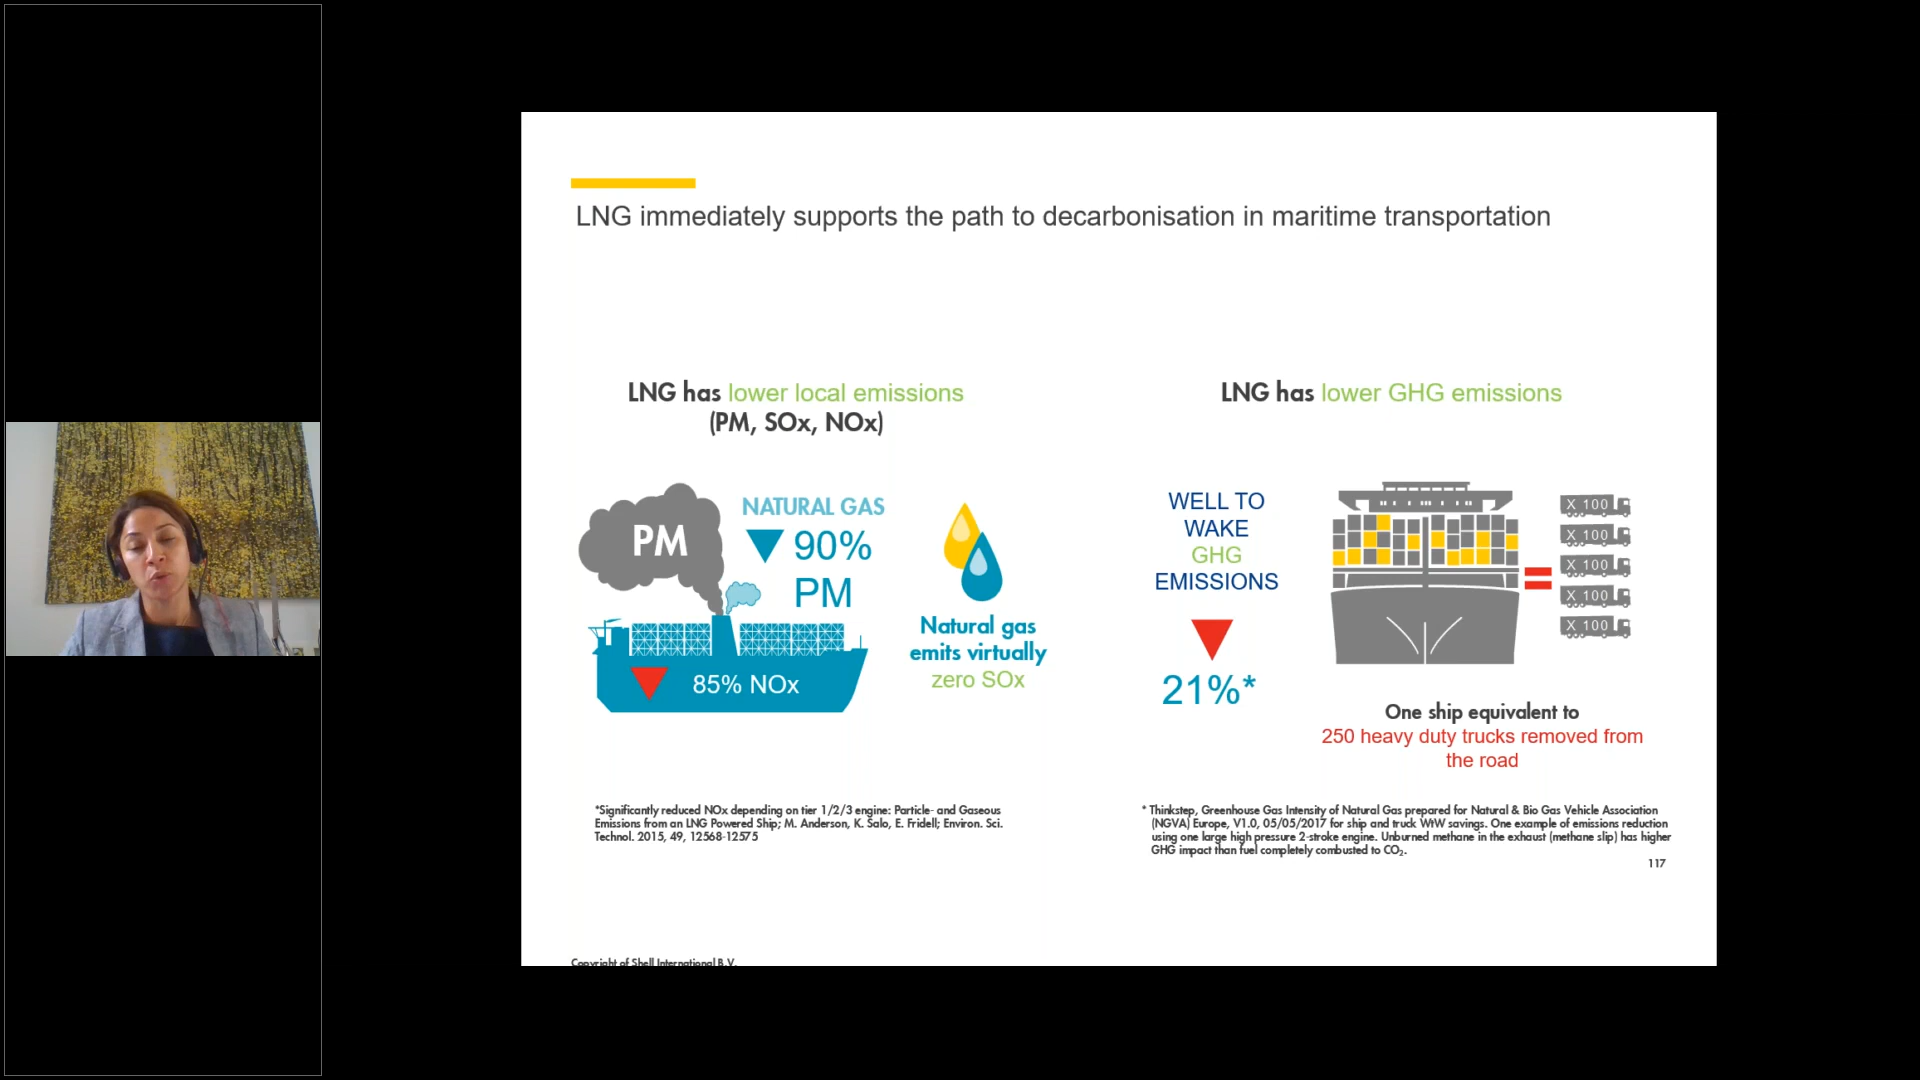 LNG immediately supports the path to decarbonisation in maritime transportation
LNG has lower local emissions
(PM, SOx, NOx)
PM
NATURAL GAS
90%
PM
85% NOx
Natural gas
emits virtually
zero SOx
LNG has lower GHG emissions
WELL TO
WAKE
GHG
EMISSIONS
21%*
X 100
X 100
X 100
X 100
X 100
One ship equivalent to
250 heavy duty trucks removed from
the road
*Significantly reduced NOx depending on tier 1/2/3 engine: Particle- and Gaseous
Emissions from an LNG Powered Ship; M. Anderson, K. Salo, E. Fridell; Environ. Sci.
Technol. 2015, 49, 12568-12575
* Thinkstep, Greenhouse Gas Intensity of Natural Gas prepared for Natural & Bio Gas Vehicle Association
(NGVA) Europe, V1.0, 05/05/2017 for ship and truck WtW savings. One example of emissions reduction
using one large high pressure 2-stroke engine. Unburned methane in the exhaust (methane slip) has higher
GHG impact than fuel completely combusted to CO₂.
117
Copyright of Shell International B.V.